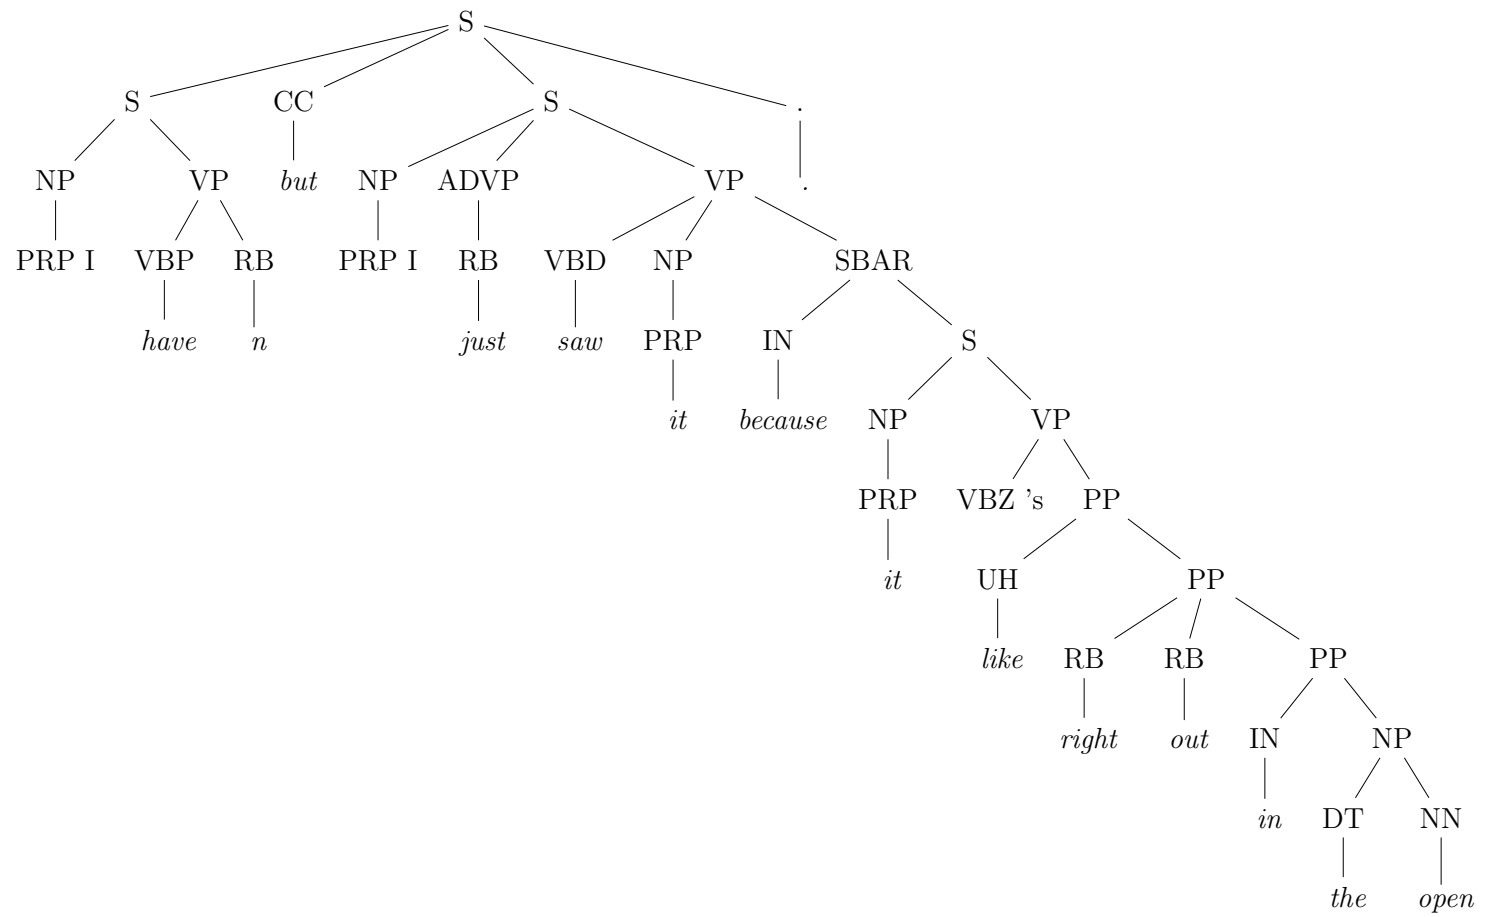 S
S CC S .
NP VP but NP ADVP VP .
PRP I VBP RB PRP I RB VBD NP SBAR
have n just saw PRP IN S
it because NP VP
PRP VBZ 's PP
it UH PP
like RB RB PP
right out IN NP
in DT NN
the open